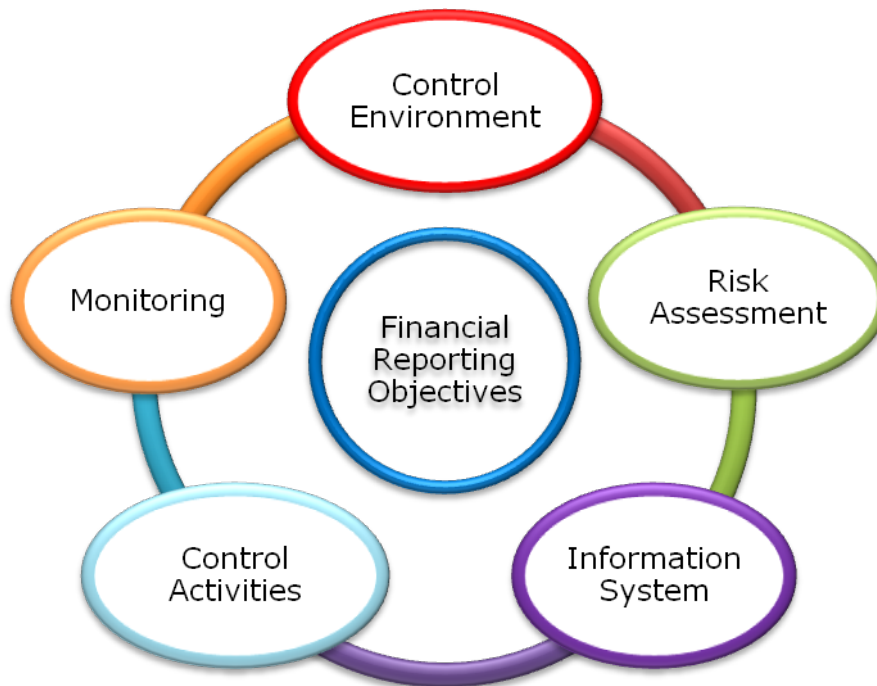 Control
Environment
Risk
Assessment
Information
System
Control
Activities
Monitoring
Financial
Reporting
Objectives